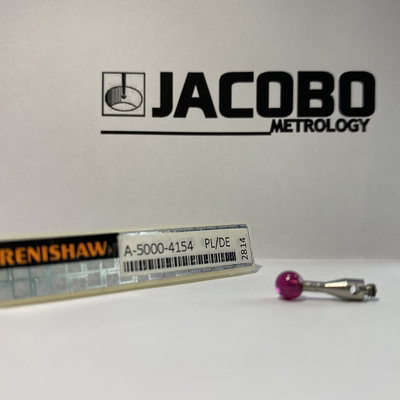 JACOBO
METROLOGY
RENISHAW
A-5000-4154 PL/DE
2814